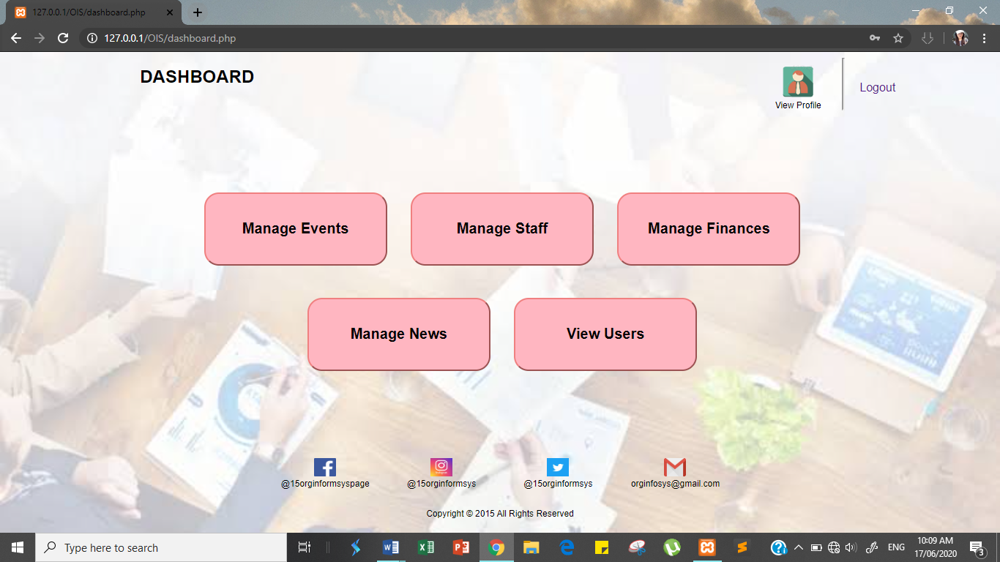 127.0.0.1/OIS/dashboard.php
127.0.0.1/OIS/dashboard.php
DASHBOARD
View Profile
Logout
Manage Events
Manage Staff
Manage Finances
Manage News
View Users
@15orginformsyspage
@15orginformsys
@15orginformsys
orginfosys@gmail.com
Copyright © 2015 All Rights Reserved
Type here to search
ENG
10:09 AM
17/06/2020
3